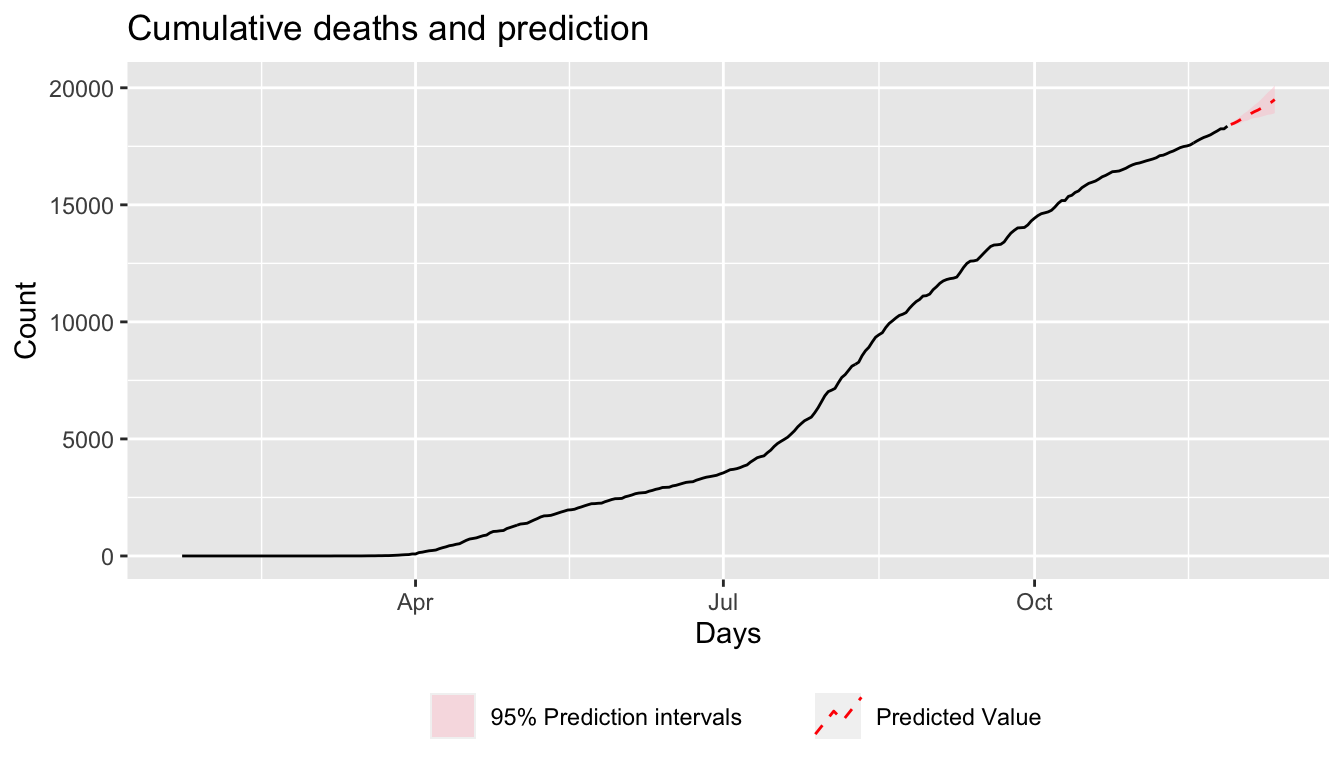 Cumulative deaths and prediction
20000
15000
10000
5000
0
Count
Apr Jul Oct
Days
95% Prediction intervals Predicted Value